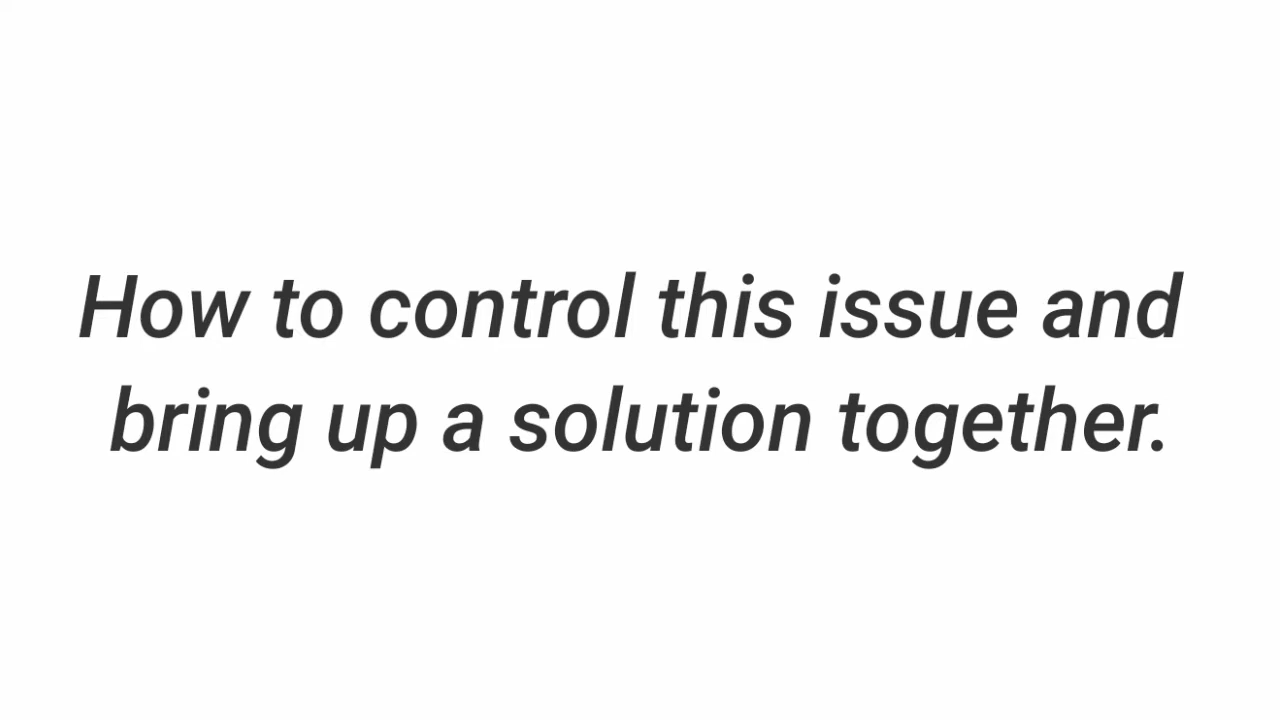 How to control this issue and
bring up a solution together.